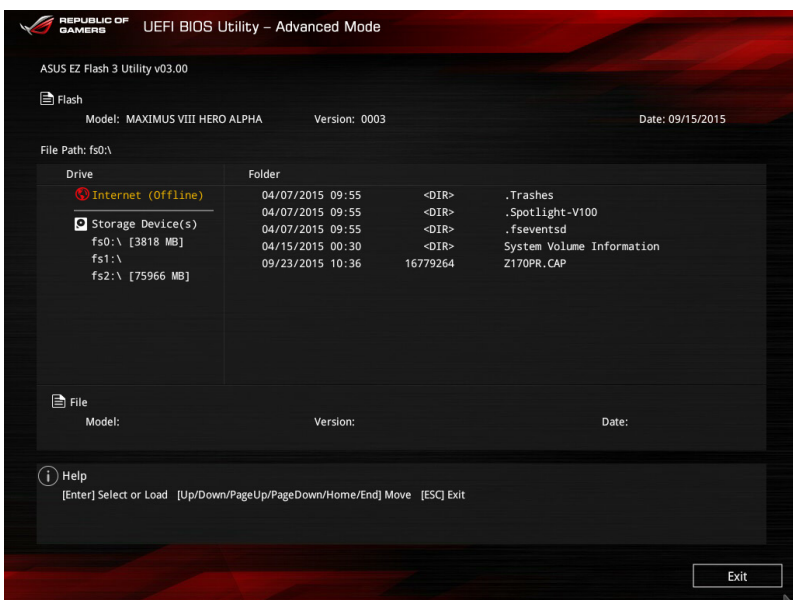 REPUBLIC OF
GAMERS
UEFI BIOS Utility – Advanced Mode
ASUS EZ Flash 3 Utility v03.00
Flash
Model: MAXIMUS VIII HERO ALPHA Version: 0003 Date: 09/15/2015
File Path: fs0:\
Drive Folder
Internet (Offline) 04/07/2015 09:55 <DIR> .Trashes
04/07/2015 09:55 <DIR> .Spotlight-V100
Storage Device(s) 04/07/2015 09:55 <DIR> .fseventsd
fs0:\ [3818 MB] 04/15/2015 00:30 <DIR> System Volume Information
fs1:\ 09/23/2015 10:36 16779264 Z170PR.CAP
fs2:\ [75966 MB]
File
Model: Version: Date:
Help
[Enter] Select or Load [Up/Down/PageUp/PageDown/Home/End] Move [ESC] Exit
Exit